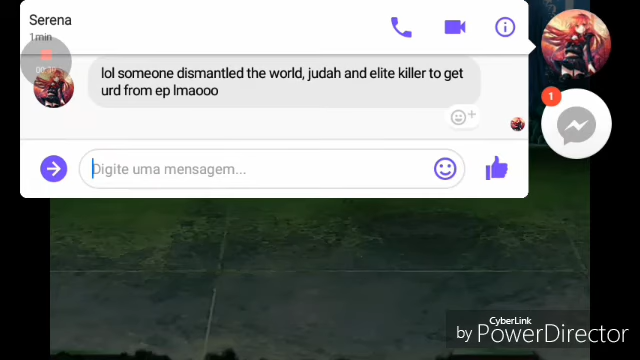 Serena
1min
lol someone dismantled the world, judah and elite killer to get
urd from ep lmaooo
1
Digite uma mensagem...
CyberLink
by PowerDirector